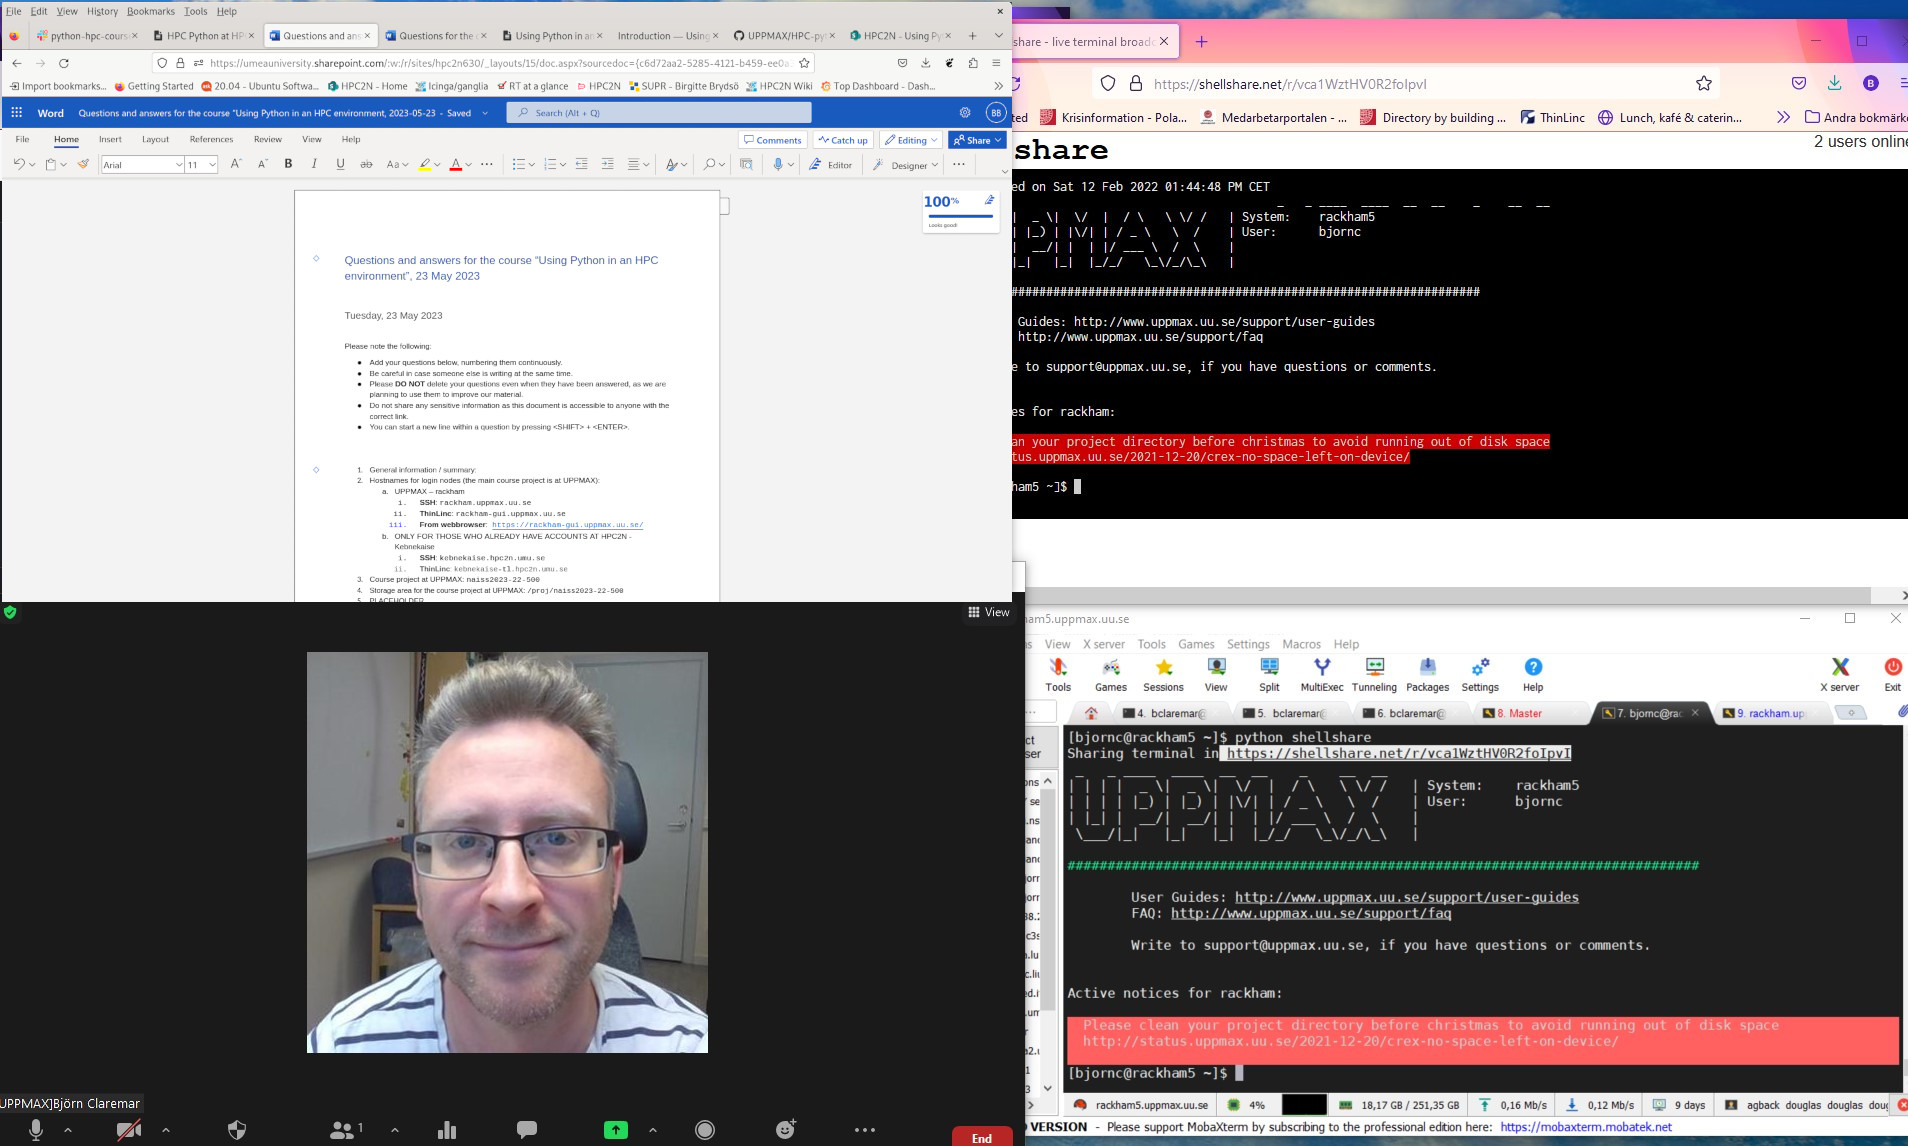 File Edit View History Bookmarks Tools Help
python-hpc-cours
HPC Python at HP
Questions and ans
Questions for the c
Using Python in an
Introduction — Using
UPPMAX/HPC-pyt
HPC2N - Using Py
https://umeauniversity.sharepoint.com/:w:/r/sites/hpc2n630/_layouts/15/doc.aspx?sourcedoc={c6d72aa2-5285-4121-b459-ee0a
Import bookmarks...
Getting Started
20.04 - Ubuntu Softwa...
HPC2N - Home
Icinga/ganglia
RT at a glance
HPC2N
SUPR - Birgitte Brydsö
HPC2N Wiki
Top Dashboard - Dash...
Word
Questions and answers for the course "Using Python in an HPC environment, 2023-05-23 - Saved
Search (Alt + Q)
BB
File Home Insert Layout References Review View Help
Comments
Catch up
Editing
Share
Arial
11
Editor
Designer
100%
Looks good!
Questions and answers for the course "Using Python in an HPC
environment", 23 May 2023
Tuesday, 23 May 2023
Please note the following:
● Add your questions below, numbering them continuously.
● Be careful in case someone else is writing at the same time.
● Please DO NOT delete your questions even when they have been answered, as we are
planning to use them to improve our material.
● Do not share any sensitive information as this document is accessible to anyone with the
correct link.
● You can start a new line within a question by pressing <SHIFT> + <ENTER>.
1. General information / summary:
2. Hostnames for login nodes (the main course project is at UPPMAX):
a. UPPMAX – rackham
i. SSH: rackham.uppmax.uu.se
ii. ThinLinc: rackham-gui.uppmax.uu.se
iii. From webbrowser: https://rackham-gui.uppmax.uu.se/
b. ONLY FOR THOSE WHO ALREADY HAVE ACCOUNTS AT HPC2N -
Kebnekaise
i. SSH: kebnekaise.hpc2n.umu.se
ii. ThinLinc: kebnekaise-tl.hpc2n.umu.se
3. Course project at UPPMAX: naiss2023-22-500
4. Storage area for the course project at UPPMAX: /proj/naiss2023-22-500
5. PLACEHOLDER
share - live terminal broadc
https://shellshare.net/r/vca1WztHV0R2foIpvI
B
ted
Krisinformation - Pola...
Medarbetarportalen - ...
Directory by building ...
ThinLinc
Lunch, kafé & caterin...
Andra bokmärke
share
2 users online
ed on Sat 12 Feb 2022 01:44:48 PM CET
UPPMAX
| System: rackham5
| User: bjornc
##################################################################
Guides: http://www.uppmax.uu.se/support/user-guides
http://www.uppmax.uu.se/support/faq
e to support@uppmax.uu.se, if you have questions or comments.
es for rackham:
an your project directory before christmas to avoid running out of disk space
tus.uppmax.uu.se/2021-12-20/crex-no-space-left-on-device/
ham5 ~]$
View
UPPMAX]Björn Claremar
1
End
am5.uppmax.uu.se
View X server Tools Games Settings Macros Help
Tools Games Sessions View Split MultiExec Tunneling Packages Settings Help
X server Exit
4. bclaremar@
5. bclaremar@
6. bclaremar@
8. Master
7. bjornc@rac
9. rackham.up
[bjornc@rackham5 ~]$ python shellshare
Sharing terminal in https://shellshare.net/r/vca1WztHV0R2foIpvI
UPPMAX
| System: rackham5
| User: bjornc
###############################################################################
User Guides: http://www.uppmax.uu.se/support/user-guides
FAQ: http://www.uppmax.uu.se/support/faq
Write to support@uppmax.uu.se, if you have questions or comments.
Active notices for rackham:
Please clean your project directory before christmas to avoid running out of disk space
http://status.uppmax.uu.se/2021-12-20/crex-no-space-left-on-device/
[bjornc@rackham5 ~]$
rackham5.uppmax.uu.se
4%
18,17 GB / 251,35 GB
0,16 Mb/s
0,12 Mb/s
9 days
agback douglas douglas doug
VERSION - Please support MobaXterm by subscribing to the professional edition here: https://mobaxterm.mobatek.net